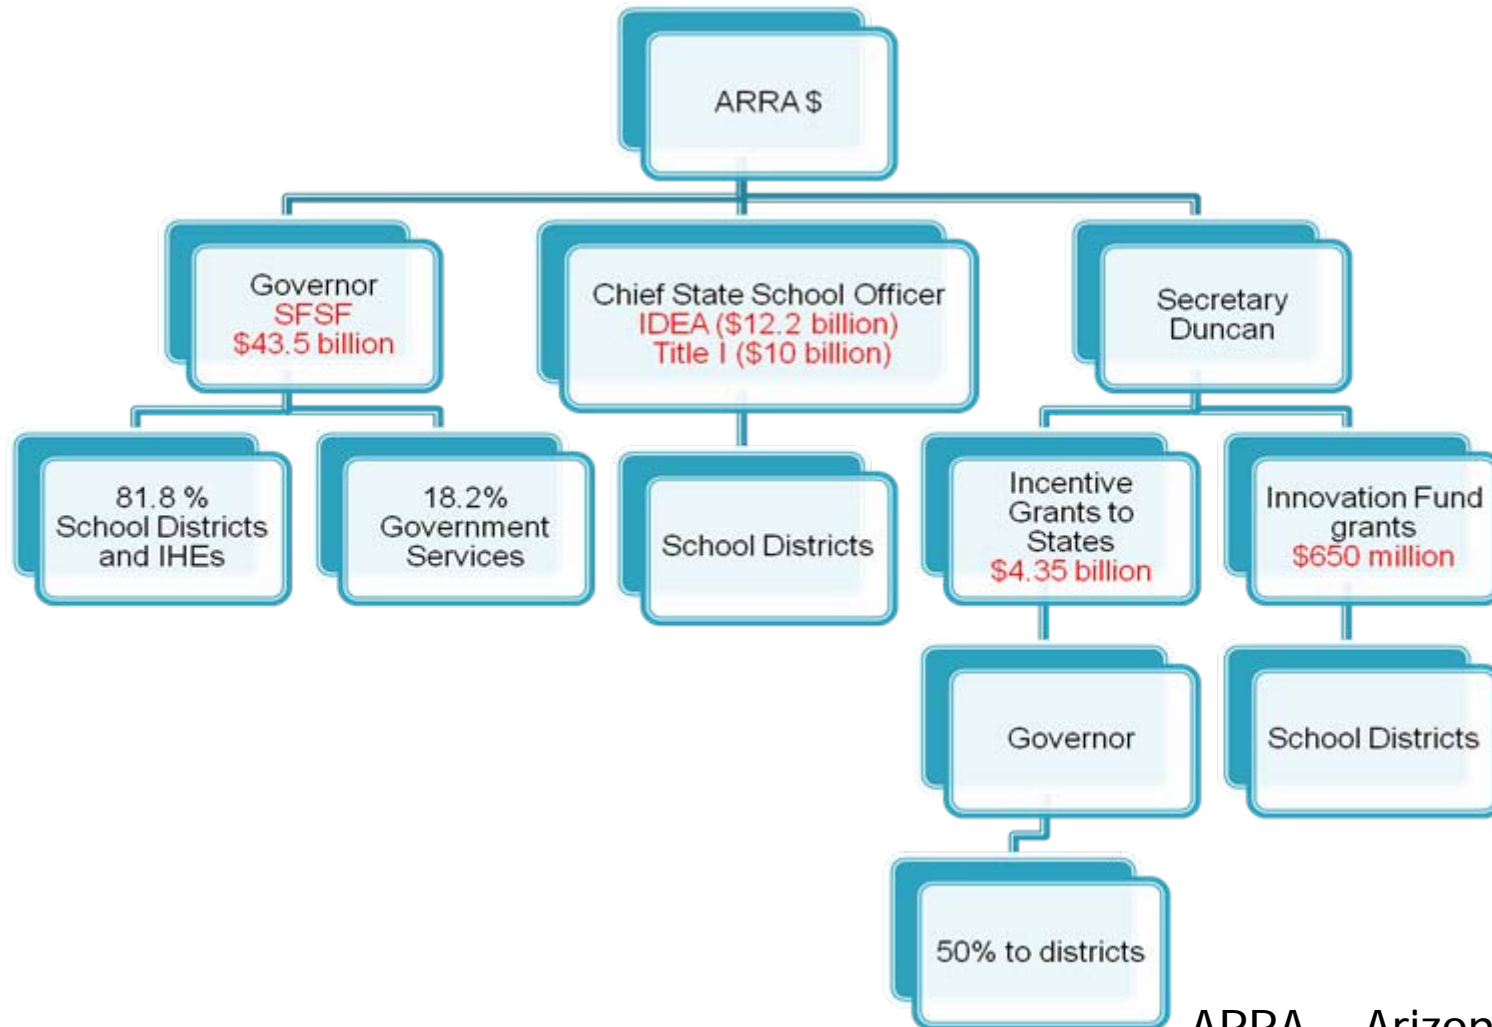 ARRA $
Governor
SFSF
$43.5 billion
Chief State School Officer
IDEA ($12.2 billion)
Title I ($10 billion)
Secretary
Duncan
81.8 %
School Districts
and IHEs
18.2%
Government
Services
School Districts
Incentive
Grants to
States
$4.35 billion
Innovation Fund
grants
$650 million
Governor
School Districts
50% to districts